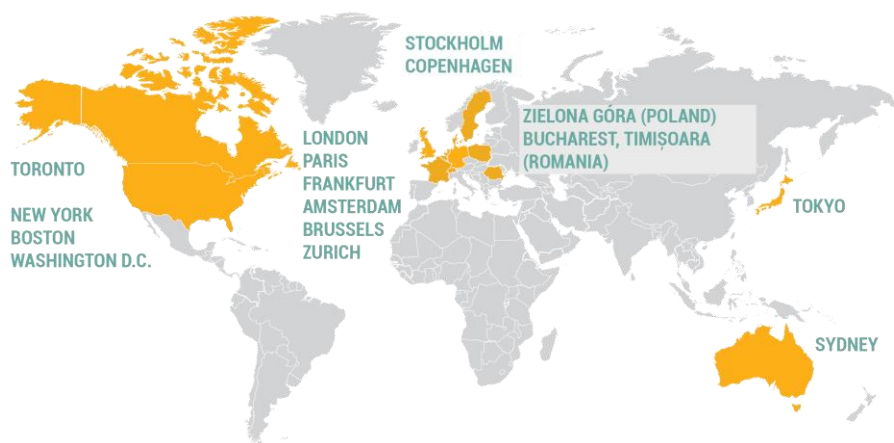 STOCKHOLM
COPENHAGEN
ZIELONA GÓRA (POLAND)
BUCHAREST, TIMIȘOARA
(ROMANIA)
LONDON
PARIS
FRANKFURT
AMSTERDAM
BRUSSELS
ZURICH
TORONTO
NEW YORK
BOSTON
WASHINGTON D.C.
TOKYO
SYDNEY